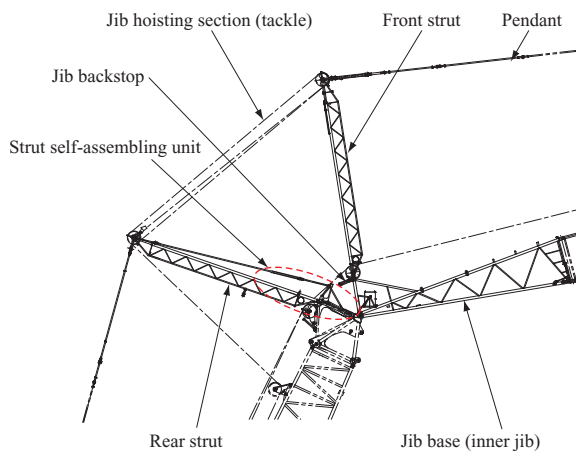 Jib hoisting section (tackle)
Front strut
Pendant
Jib backstop
Strut self-assembling unit
Rear strut
Jib base (inner jib)